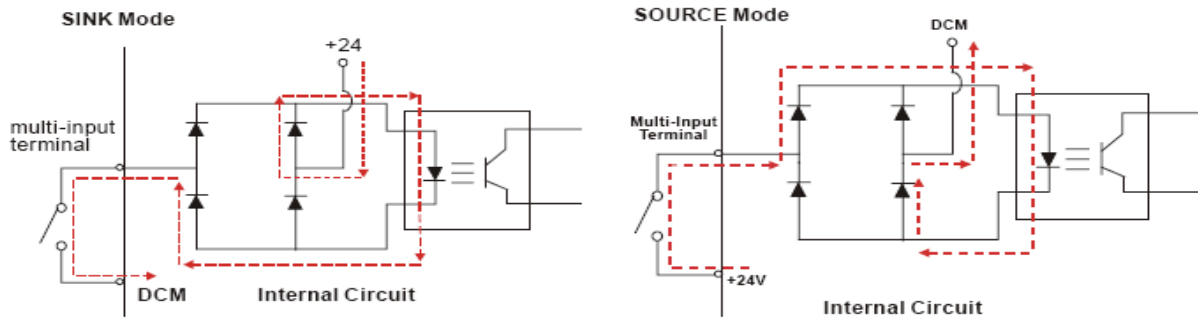 SINK Mode
+24
multi-input
terminal
DCM
Internal Circuit
SOURCE Mode
DCM
Multi-Input
Terminal
+24V
Internal Circuit